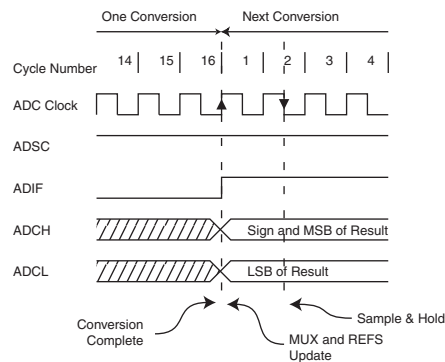 One Conversion Next Conversion
Cycle Number 14 15 16 1 2 3 4
ADC Clock
ADSC
ADIF
ADCH Sign and MSB of Result
ADCL LSB of Result
Sample & Hold
Conversion
Complete
MUX and REFS
Update